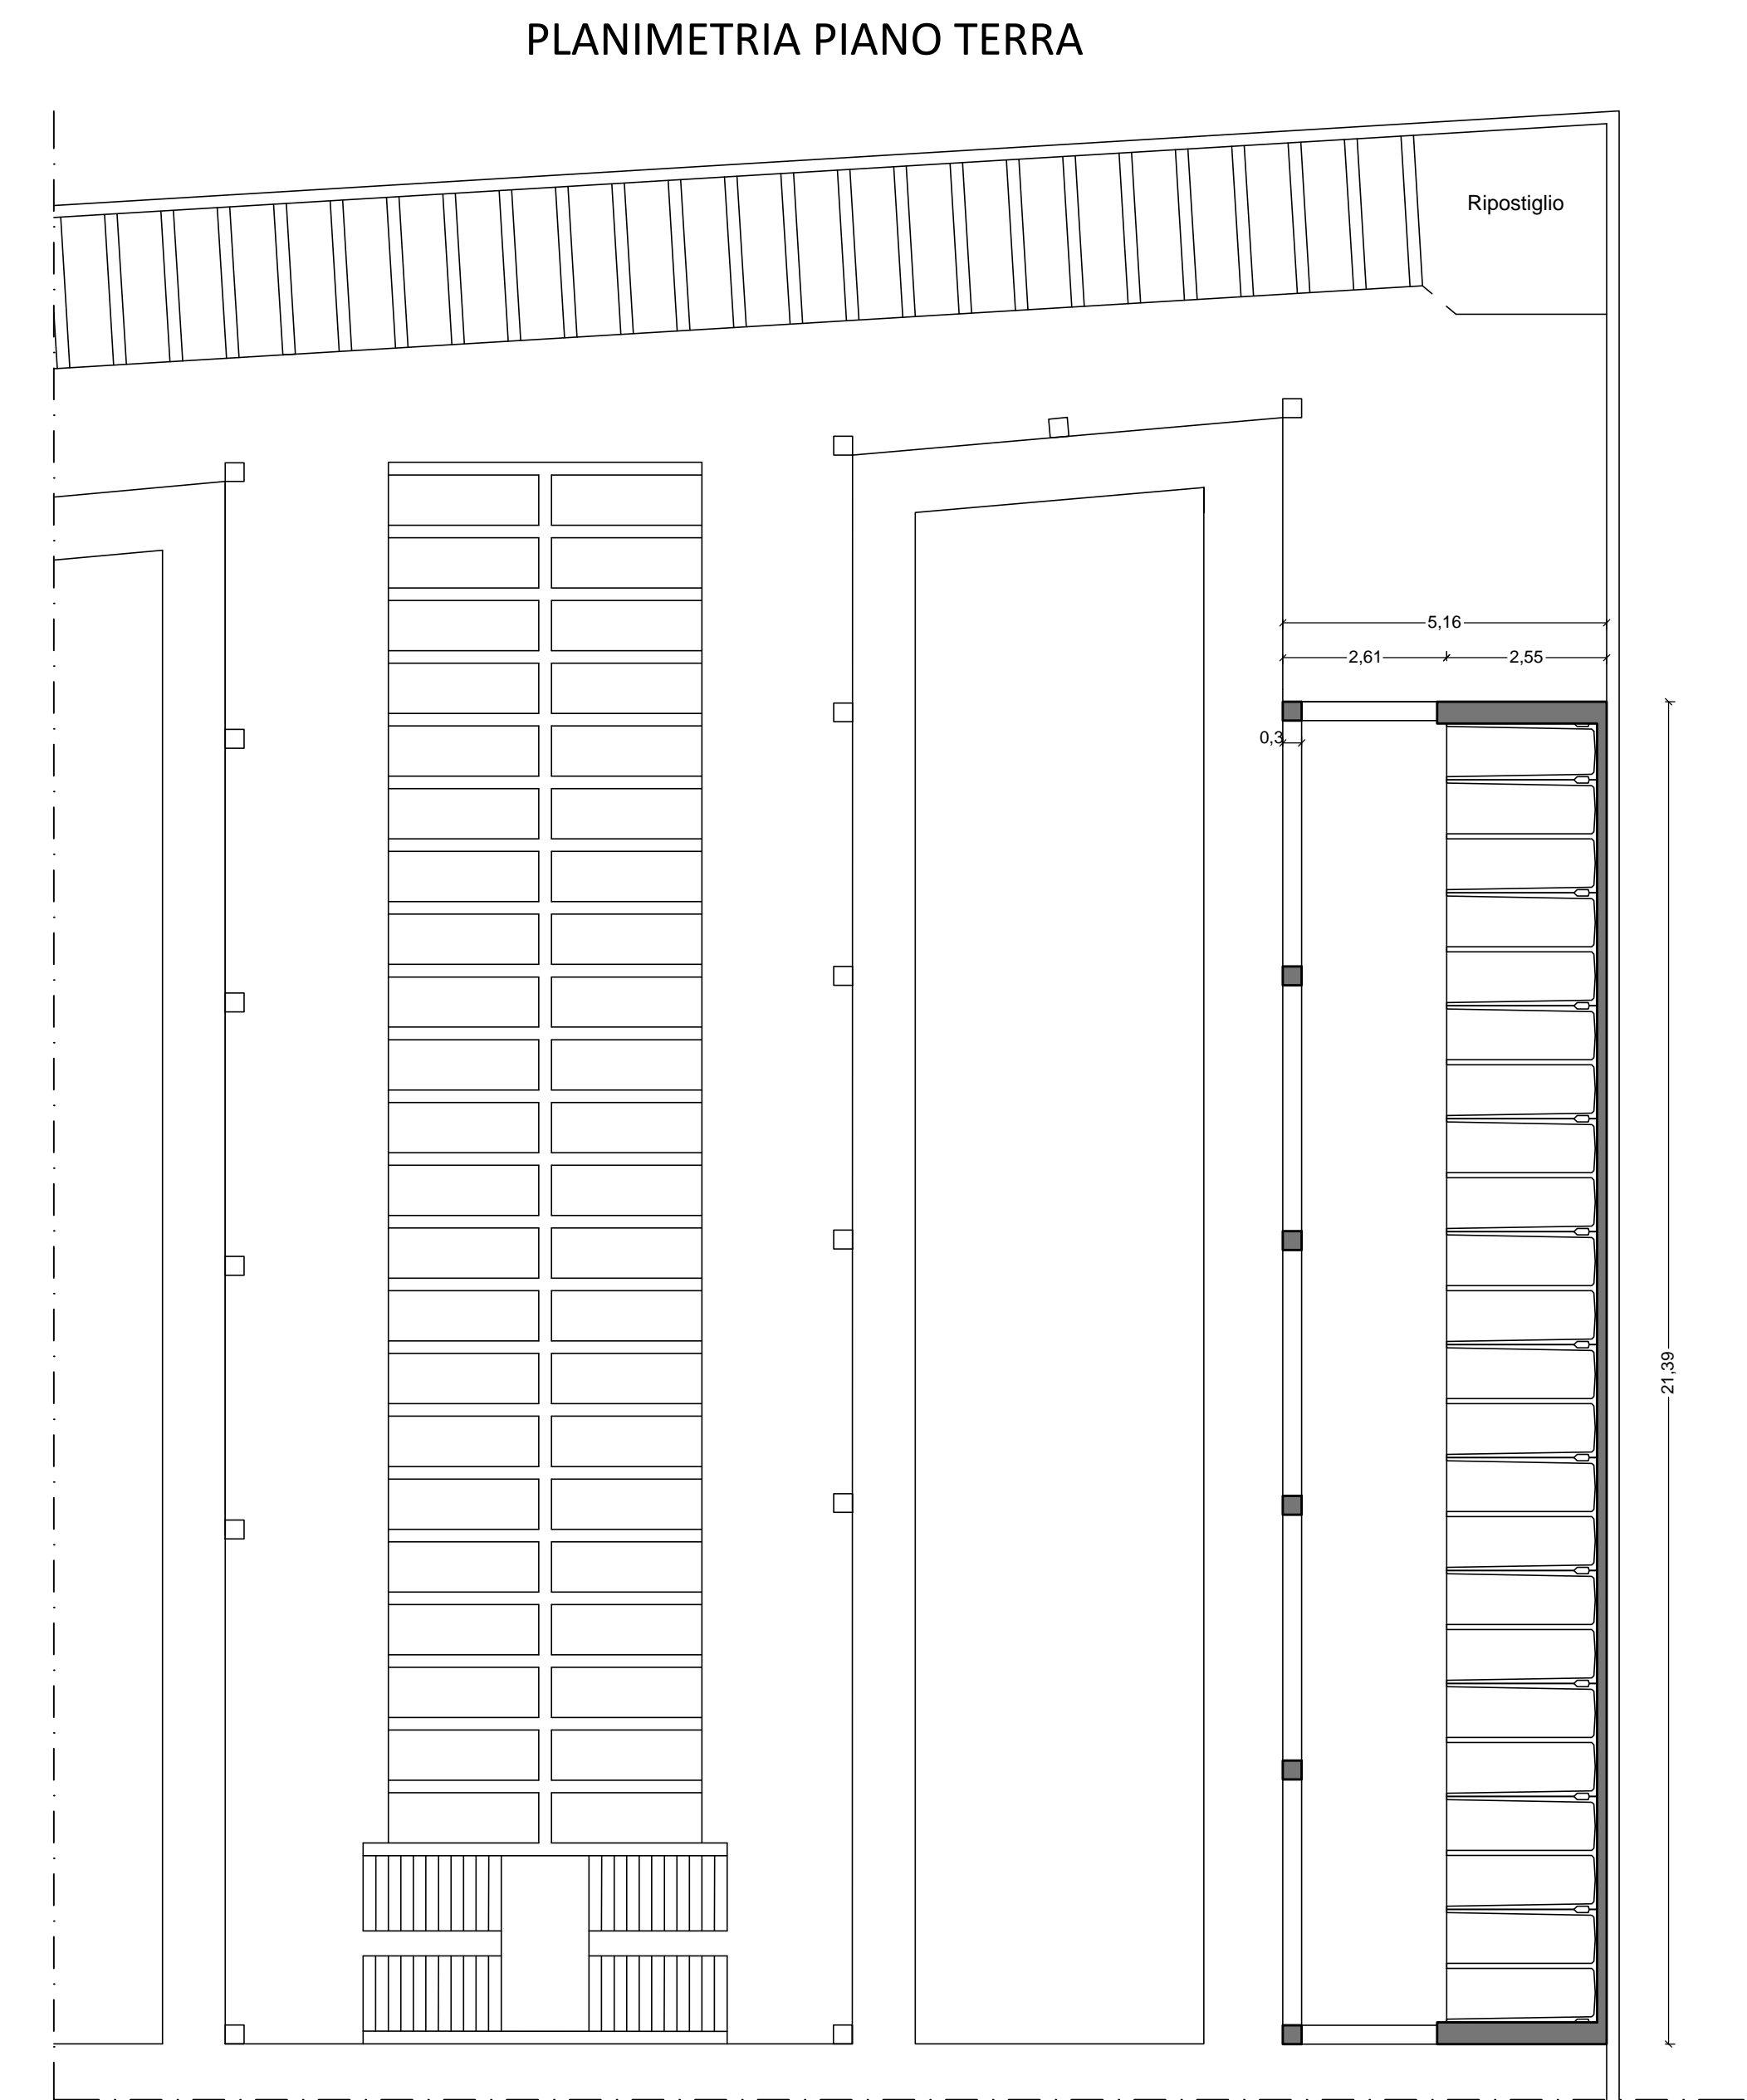 PLANIMETRIA PIANO TERRA
Ripostiglio
5,16
2,61
2,55
0,3
21,39